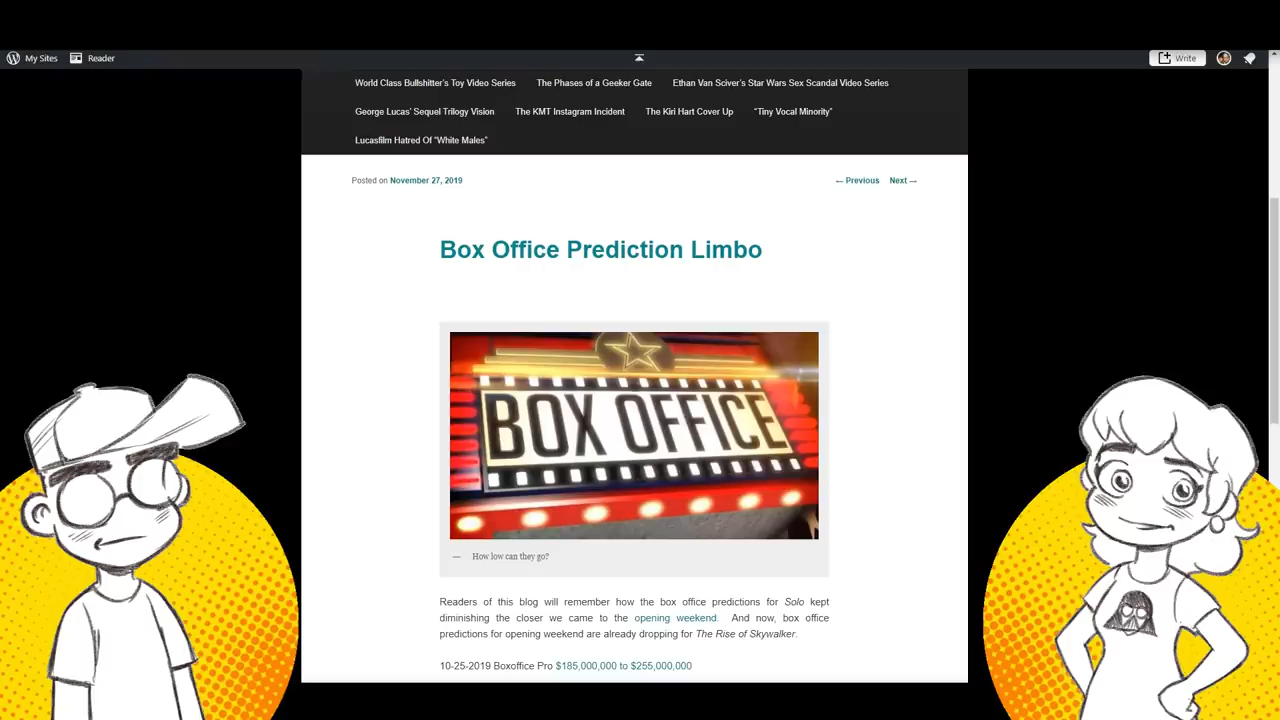 My Sites Reader Write
World Class Bullshitter's Toy Video Series The Phases of a Geeker Gate Ethan Van Sciver's Star Wars Sex Scandal Video Series
George Lucas' Sequel Trilogy Vision The KMT Instagram Incident The Kiri Hart Cover Up "Tiny Vocal Minority"
Lucasfilm Hatred Of "White Males"
Posted on November 27, 2019 ← Previous Next →
Box Office Prediction Limbo
BOX OFFICE
— How low can they go?
Readers of this blog will remember how the box office predictions for Solo kept
diminishing the closer we came to the opening weekend. And now, box office
predictions for opening weekend are already dropping for The Rise of Skywalker.
10-25-2019 Boxoffice Pro $185,000,000 to $255,000,000